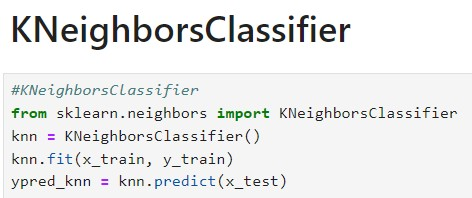 KNeighborsClassifier
#KNeighborsClassifier
from sklearn.neighbors import KNeighborsClassifier
knn = KNeighborsClassifier()
knn.fit(x_train, y_train)
ypred_knn = knn.predict(x_test)